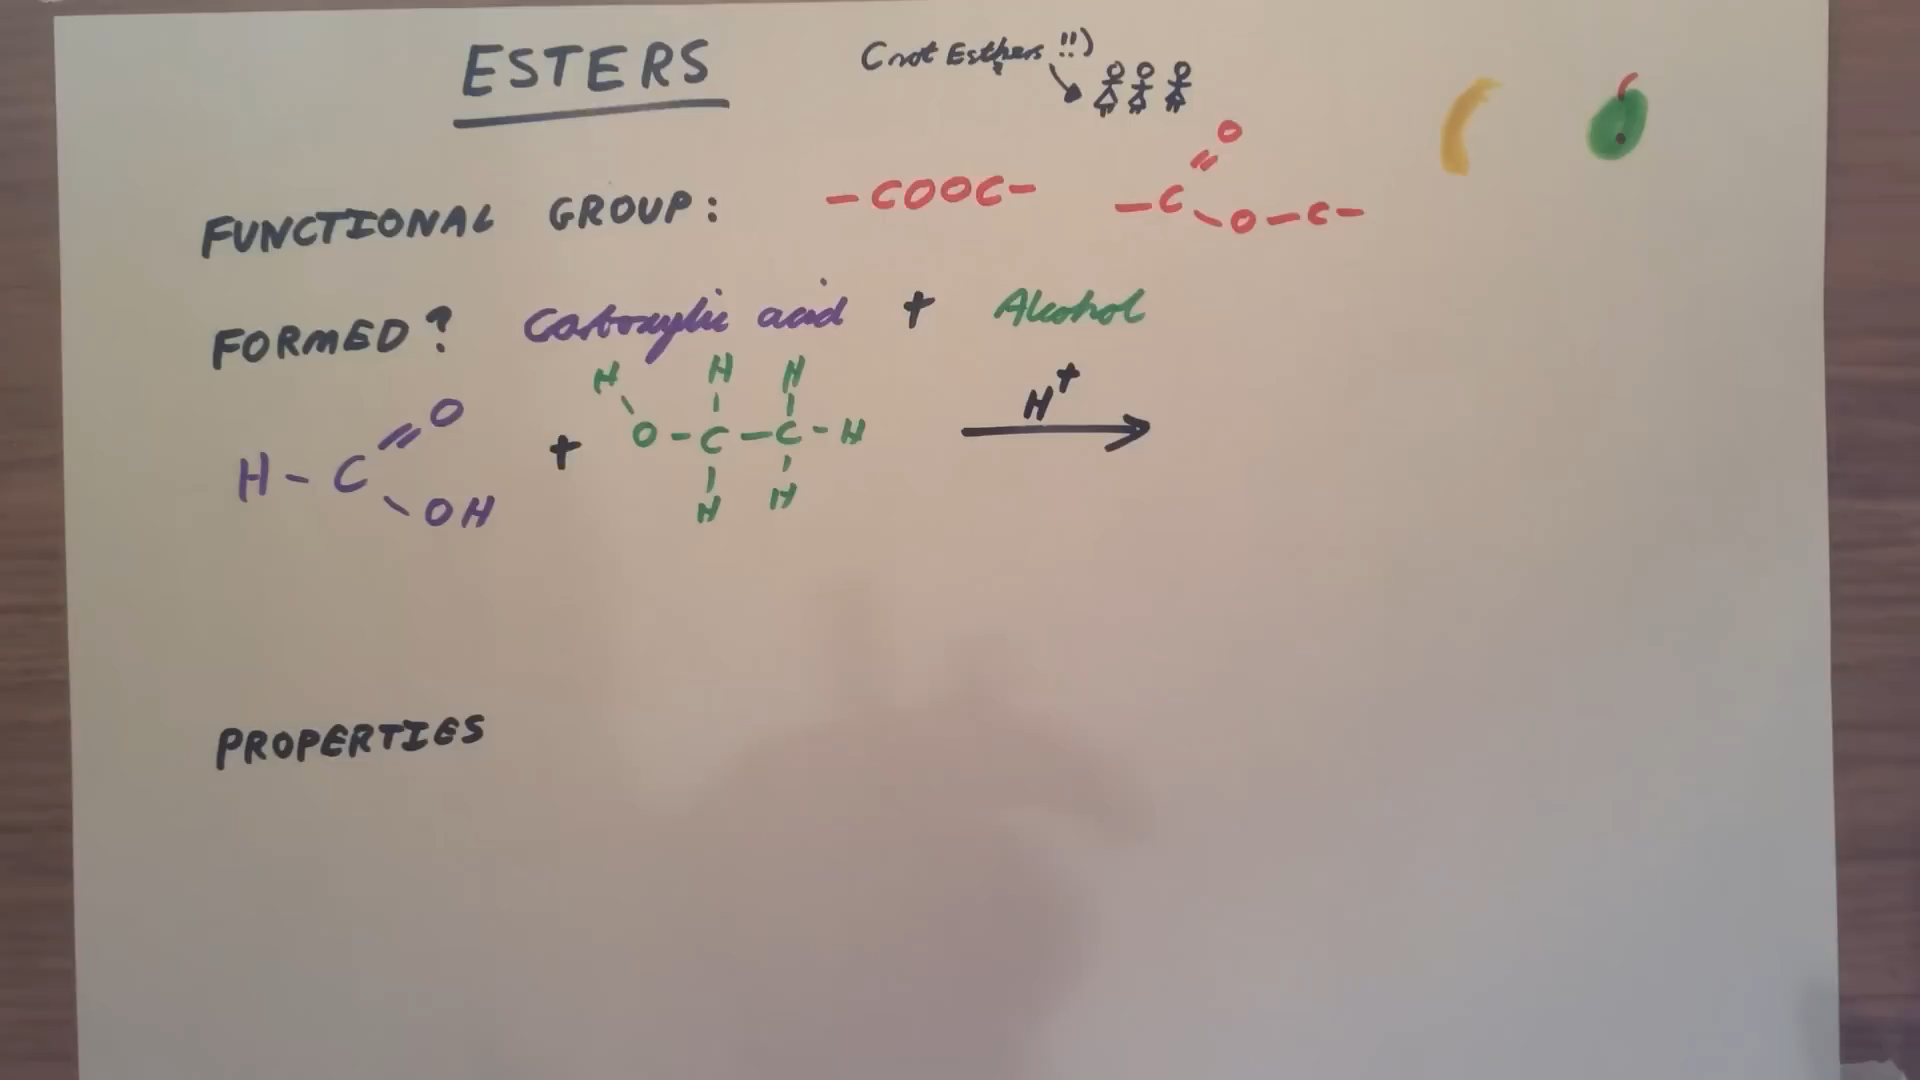 ESTERS
(not Esthers !!)
FUNCTIONAL GROUP: -COOC- -C=O-O-C-
FORMED? Carboxylic acid + Alcohol
H-C=O OH + H O-C-C-H H H H H H⁺
PROPERTIES